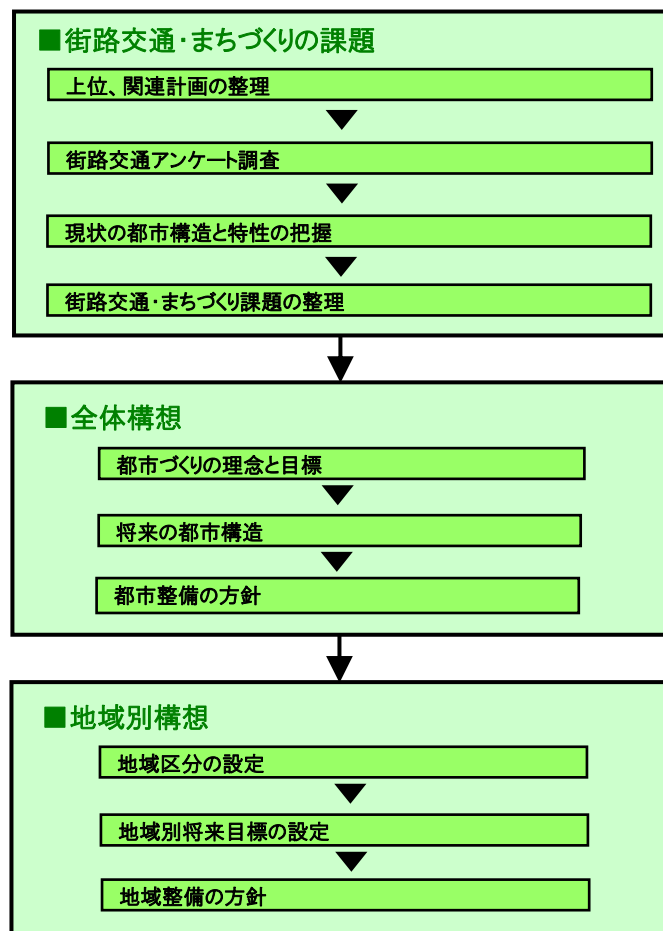 ■街路交通・まちづくりの課題
上位、関連計画の整理
街路交通アンケート調査
現状の都市構造と特性の把握
街路交通・まちづくり課題の整理
■全体構想
都市づくりの理念と目標
将来の都市構造
都市整備の方針
■地域別構想
地域区分の設定
地域別将来目標の設定
地域整備の方針